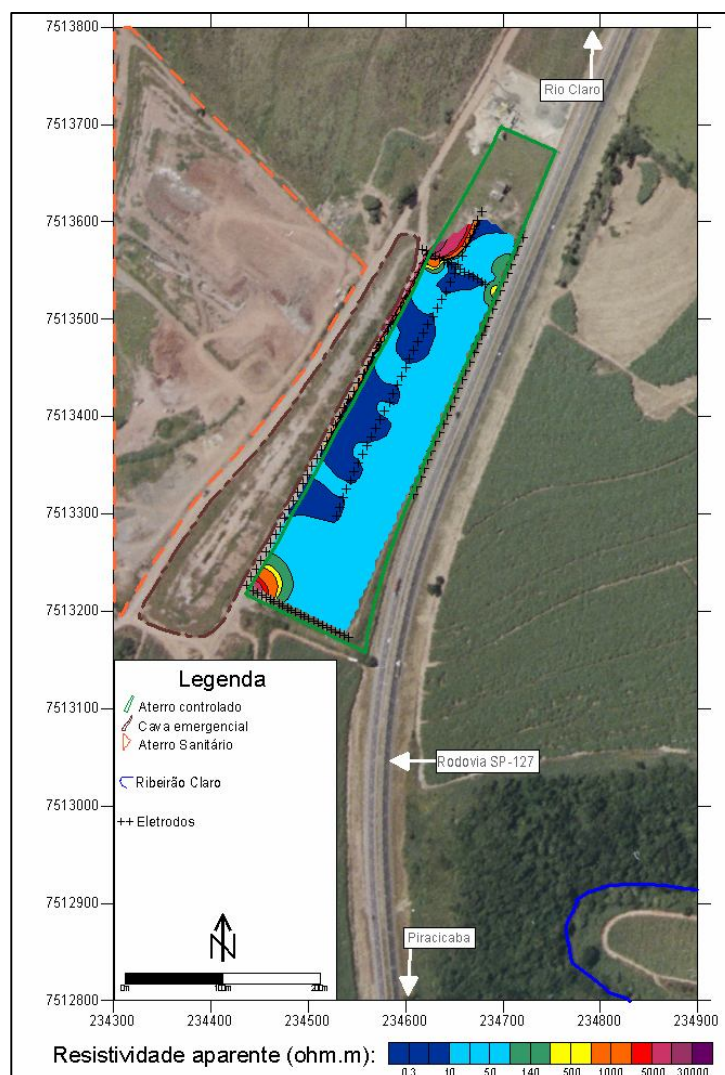 7513800
7513700
7513600
7513500
7513400
7513300
7513200
7513100
7513000
7512900
7512800
Rio Claro
Legenda
Aterro controlado
Cava emergencial
Aterro Sanitário
Ribeirão Claro
++ Eletrodos
Rodovia SP-127
Piracicaba
N
0m 100m 200m
234300 234400 234500 234600 234700 234800 234900
Resistividade aparente (ohm.m):
0.3 10 50 140 500 1000 5000 30000